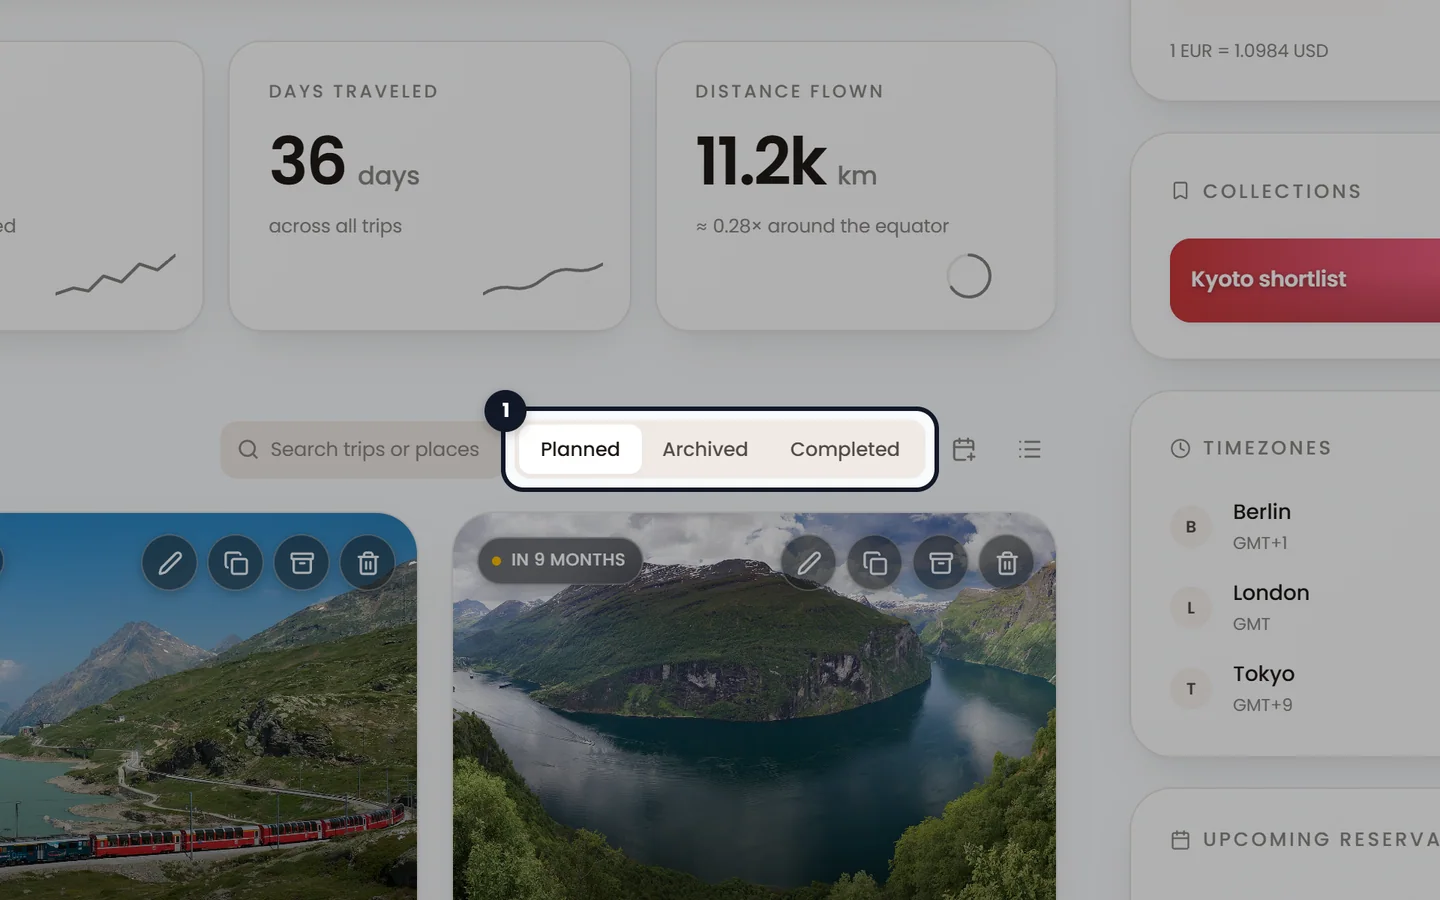 1 EUR = 1.0984 USD
DAYS TRAVELED
36 days
across all trips
DISTANCE FLOWN
11.2k km
≈ 0.28× around the equator
ed
COLLECTIONS
Kyoto shortlist
1
Search trips or places
Planned
Archived
Completed
IN 9 MONTHS
TIMEZONES
B
Berlin
GMT+1
L
London
GMT
T
Tokyo
GMT+9
UPCOMING RESERVA